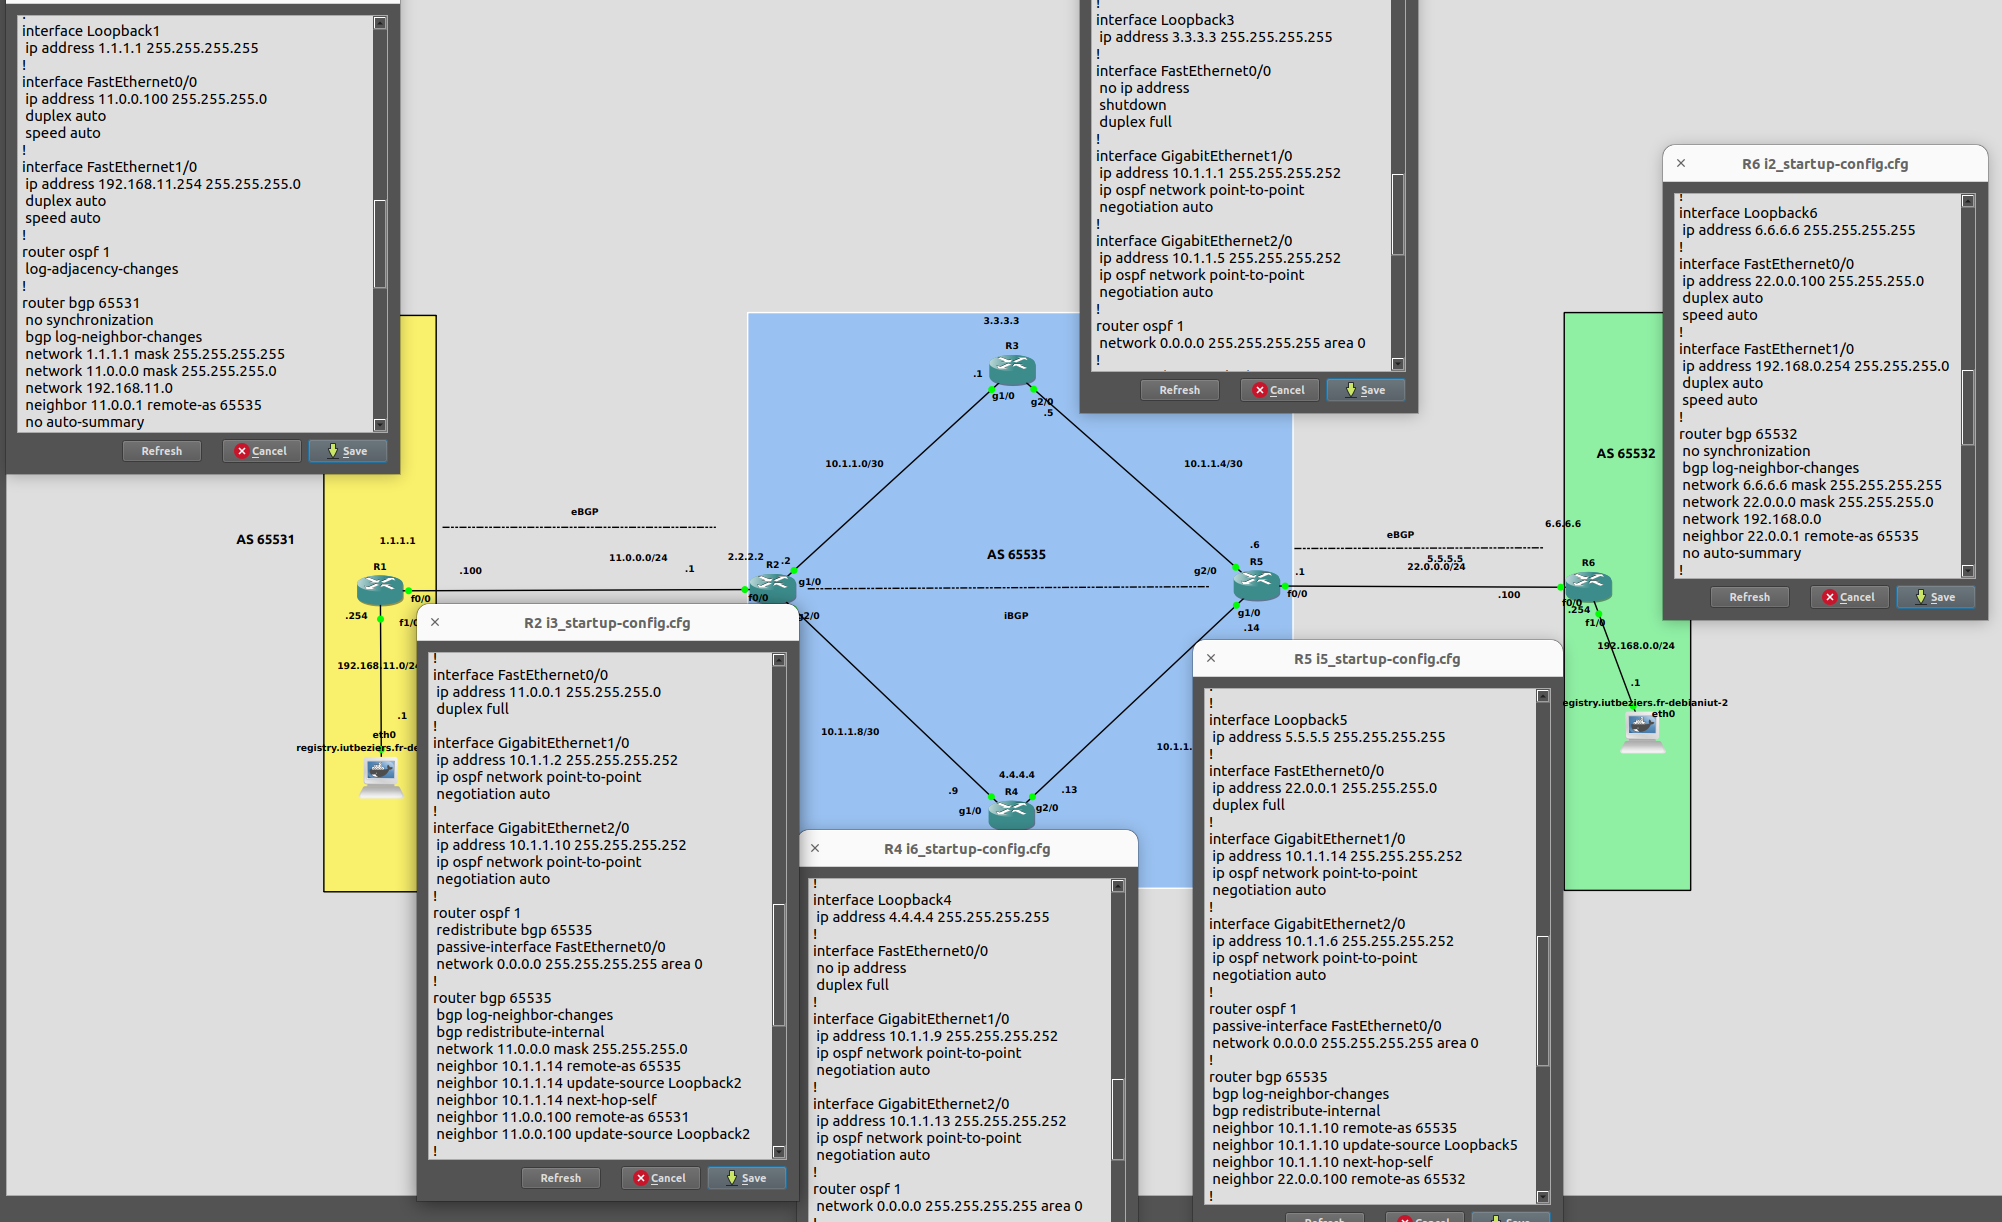 !
interface Loopback1
ip address 1.1.1.1 255.255.255.255
!
interface FastEthernet0/0
ip address 11.0.0.100 255.255.255.0
duplex auto
speed auto
!
interface FastEthernet1/0
ip address 192.168.11.254 255.255.255.0
duplex auto
speed auto
!
router ospf 1
log-adjacency-changes
!
router bgp 65531
no synchronization
bgp log-neighbor-changes
network 1.1.1.1 mask 255.255.255.255
network 11.0.0.0 mask 255.255.255.0
network 192.168.11.0
neighbor 11.0.0.1 remote-as 65535
no auto-summary
Refresh
Cancel
Save
!
interface Loopback3
ip address 3.3.3.3 255.255.255.255
!
interface FastEthernet0/0
no ip address
shutdown
duplex full
!
interface GigabitEthernet1/0
ip address 10.1.1.1 255.255.255.252
ip ospf network point-to-point
negotiation auto
!
interface GigabitEthernet2/0
ip address 10.1.1.5 255.255.255.252
ip ospf network point-to-point
negotiation auto
!
router ospf 1
network 0.0.0.0 255.255.255.255 area 0
!
Refresh
Cancel
Save
R6 i2_startup-config.cfg
!
interface Loopback6
ip address 6.6.6.6 255.255.255.255
!
interface FastEthernet0/0
ip address 22.0.0.100 255.255.255.0
duplex auto
speed auto
!
interface FastEthernet1/0
ip address 192.168.0.254 255.255.255.0
duplex auto
speed auto
!
router bgp 65532
no synchronization
bgp log-neighbor-changes
network 6.6.6.6 mask 255.255.255.255
network 22.0.0.0 mask 255.255.255.0
network 192.168.0.0
neighbor 22.0.0.1 remote-as 65535
no auto-summary
!
Refresh
Cancel
Save
3.3.3.3
R3
.1
g1/0
g2/0
.5
10.1.1.0/30
10.1.1.4/30
AS 65532
AS 65531
eBGP
1.1.1.1
R1
.100
f0/0
.254
f1/0
11.0.0.0/24
.1
2.2.2.2
R2
.2
g1/0
f0/0
g2/0
AS 65535
iBGP
.6
R5
g2/0
.1
f0/0
g1/0
.14
eBGP
5.5.5.5
22.0.0.0/24
.100
6.6.6.6
R6
f0/0
.254
f1/0
192.168.0.0/24
.1
egistry.iutbeziers.fr-debianiut-2
eth0
192.168.11.0/24
.1
eth0
registry.iutbeziers.fr-de
10.1.1.8/30
10.1.1.
4.4.4.4
.9
R4
.13
g1/0
g2/0
R2 i3_startup-config.cfg
!
interface FastEthernet0/0
ip address 11.0.0.1 255.255.255.0
duplex full
!
interface GigabitEthernet1/0
ip address 10.1.1.2 255.255.255.252
ip ospf network point-to-point
negotiation auto
!
interface GigabitEthernet2/0
ip address 10.1.1.10 255.255.255.252
ip ospf network point-to-point
negotiation auto
!
router ospf 1
redistribute bgp 65535
passive-interface FastEthernet0/0
network 0.0.0.0 255.255.255.255 area 0
!
router bgp 65535
bgp log-neighbor-changes
bgp redistribute-internal
network 11.0.0.0 mask 255.255.255.0
neighbor 10.1.1.14 remote-as 65535
neighbor 10.1.1.14 update-source Loopback2
neighbor 10.1.1.14 next-hop-self
neighbor 11.0.0.100 remote-as 65531
neighbor 11.0.0.100 update-source Loopback2
!
Refresh
Cancel
Save
R4 i6_startup-config.cfg
!
interface Loopback4
ip address 4.4.4.4 255.255.255.255
!
interface FastEthernet0/0
no ip address
duplex full
!
interface GigabitEthernet1/0
ip address 10.1.1.9 255.255.255.252
ip ospf network point-to-point
negotiation auto
!
interface GigabitEthernet2/0
ip address 10.1.1.13 255.255.255.252
ip ospf network point-to-point
negotiation auto
!
router ospf 1
network 0.0.0.0 255.255.255.255 area 0
R5 i5_startup-config.cfg
!
interface Loopback5
ip address 5.5.5.5 255.255.255.255
!
interface FastEthernet0/0
ip address 22.0.0.1 255.255.255.0
duplex full
!
interface GigabitEthernet1/0
ip address 10.1.1.14 255.255.255.252
ip ospf network point-to-point
negotiation auto
!
interface GigabitEthernet2/0
ip address 10.1.1.6 255.255.255.252
ip ospf network point-to-point
negotiation auto
!
router ospf 1
passive-interface FastEthernet0/0
network 0.0.0.0 255.255.255.255 area 0
!
router bgp 65535
bgp log-neighbor-changes
bgp redistribute-internal
neighbor 10.1.1.10 remote-as 65535
neighbor 10.1.1.10 update-source Loopback5
neighbor 10.1.1.10 next-hop-self
neighbor 22.0.0.100 remote-as 65532
!
Refresh
Cancel
Save